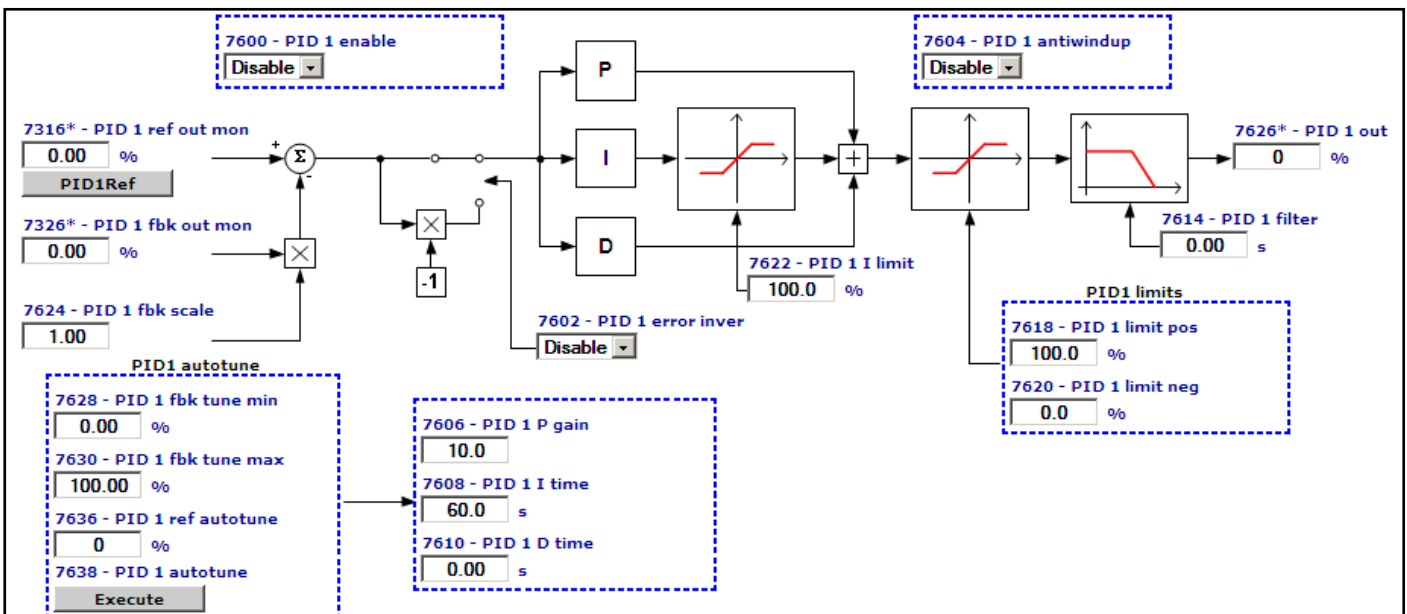 7600 - PID 1 enable
Disable
7604 - PID 1 antiwindup
Disable
P
7316* - PID 1 ref out mon
0.00 %
PID1Ref
+
Σ
-
I
+
7626* - PID 1 out
0 %
7326* - PID 1 fbk out mon
0.00 %
×
×
-1
D
7614 - PID 1 filter
0.00 s
7622 - PID 1 I limit
100.0 %
7624 - PID 1 fbk scale
1.00
7602 - PID 1 error inver
Disable
PID1 limits
7618 - PID 1 limit pos
100.0 %
7620 - PID 1 limit neg
0.0 %
PID1 autotune
7628 - PID 1 fbk tune min
0.00 %
7630 - PID 1 fbk tune max
100.00 %
7636 - PID 1 ref autotune
0 %
7638 - PID 1 autotune
Execute
7606 - PID 1 P gain
10.0
7608 - PID 1 I time
60.0 s
7610 - PID 1 D time
0.00 s